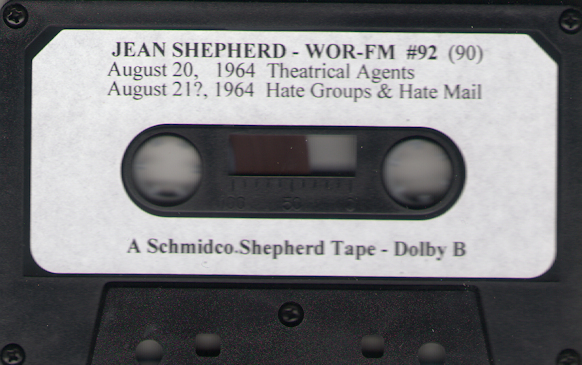 JEAN SHEPHERD - WOR-FM #92 (90)
August 20, 1964 Theatrical Agents
August 21?, 1964 Hate Groups & Hate Mail
50
A Schmidco.Shepherd Tape - Dolby B